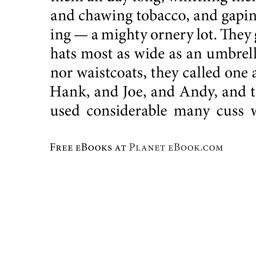 and chawing tobacco, and gapin
ing — a mighty ornery lot. They
hats most as wide as an umbrell
nor waistcoats, they called one a
Hank, and Joe, and Andy, and t
used considerable many cuss w
Free eBooks at Planet eBook.com